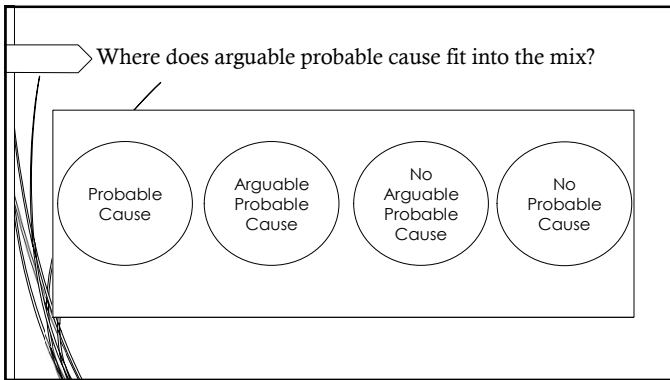 Where does arguable probable cause fit into the mix?
Probable
Cause
Arguable
Probable
Cause
No
Arguable
Probable
Cause
No
Probable
Cause